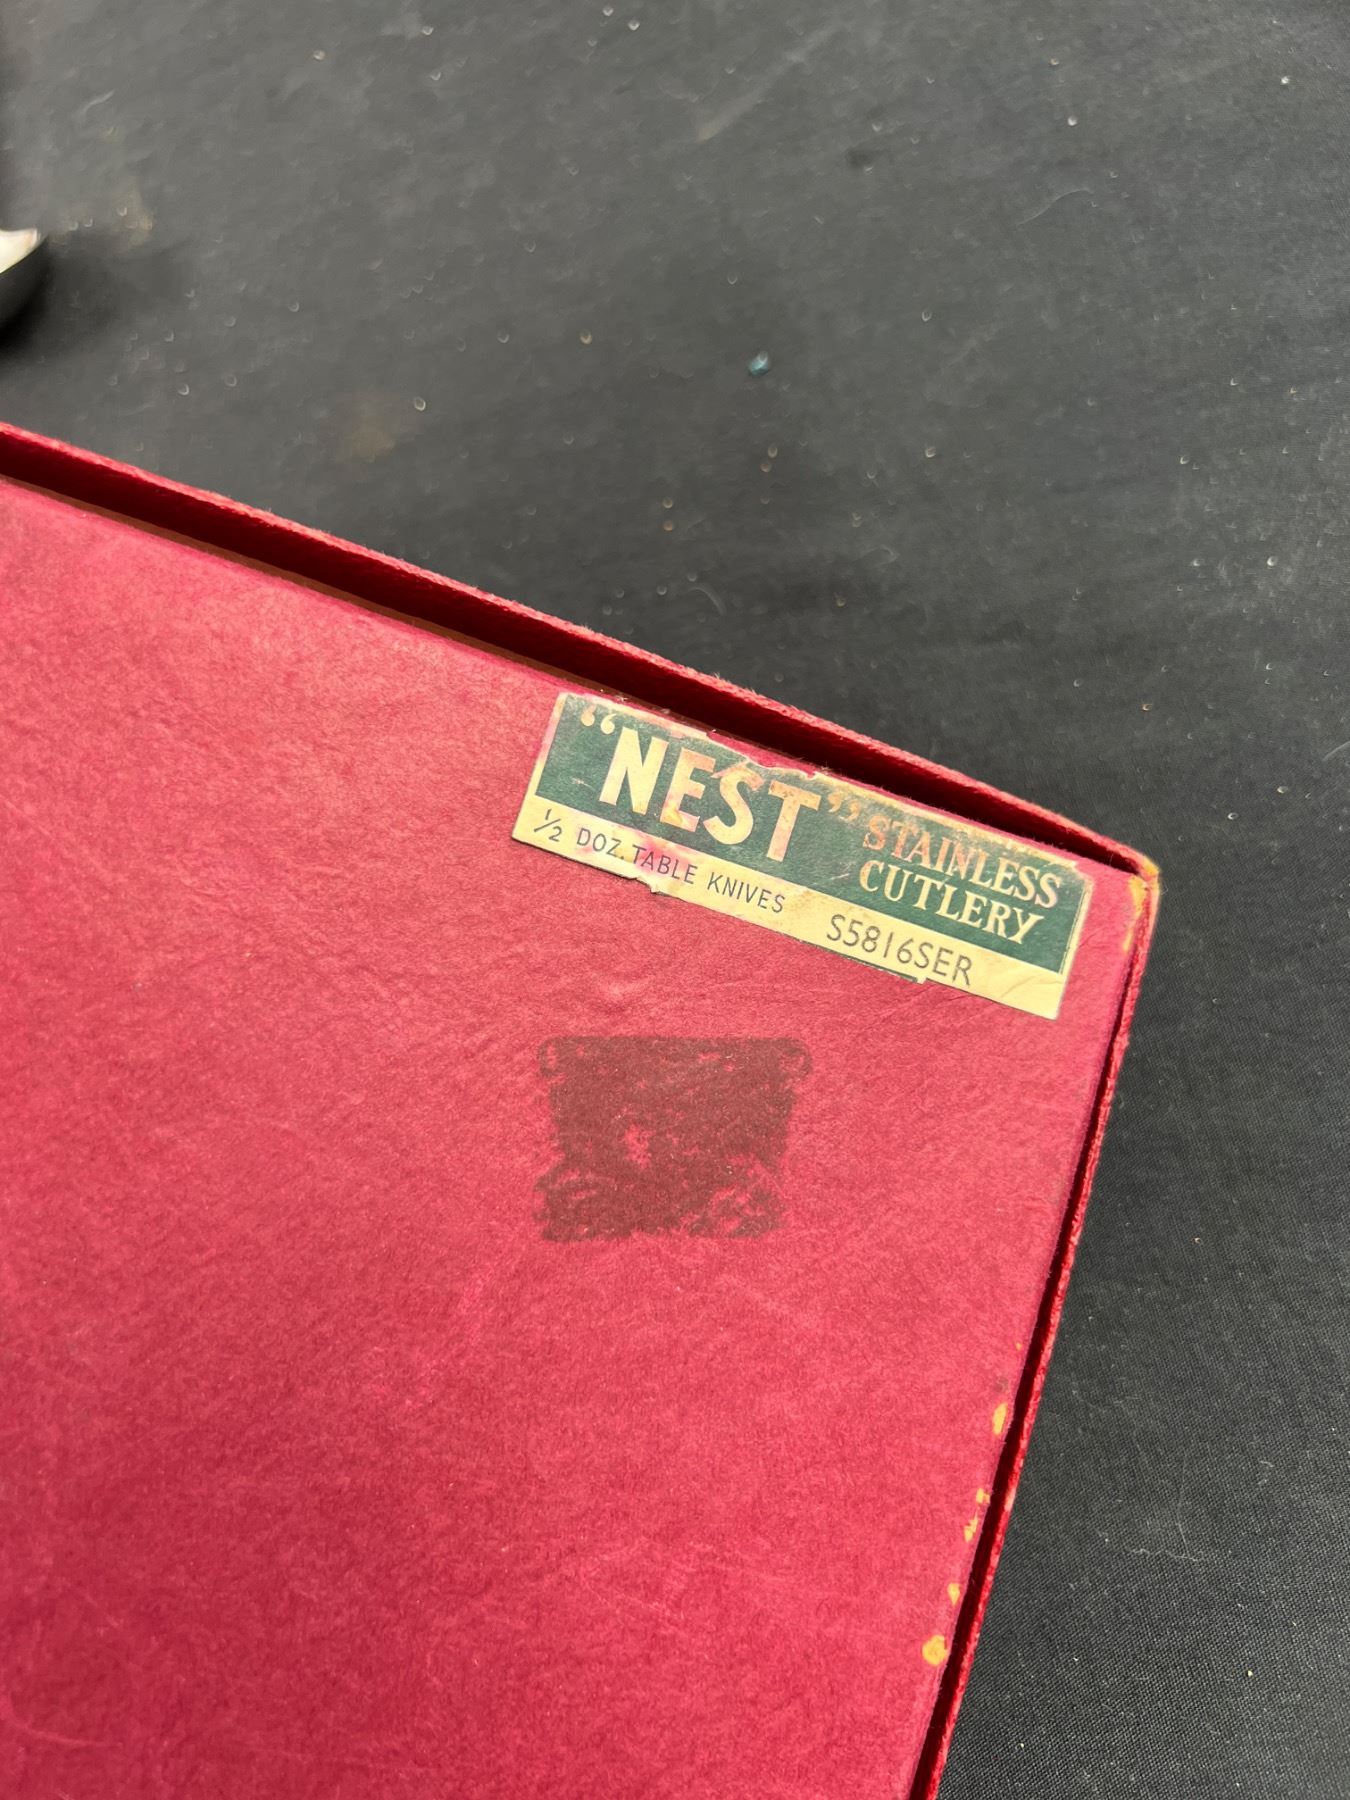 "NEST" STAINLESS
CUTLERY
½ DOZ. TABLE KNIVES S5816SER